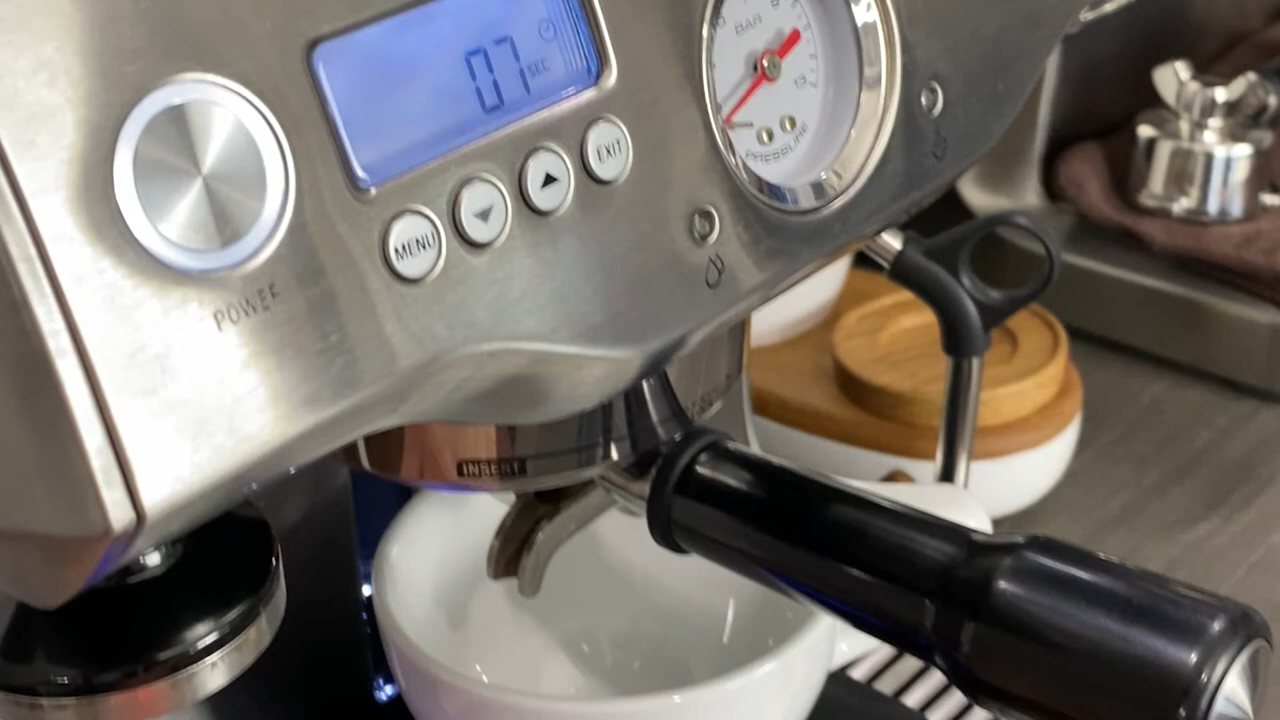 07 SEC
BAR
PRESSURE
EXIT
MENU
POWER
INSERT